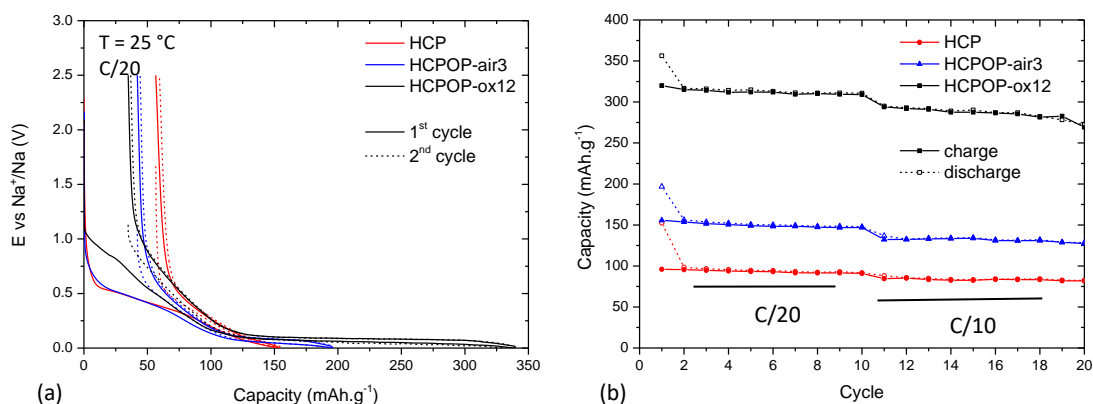 T = 25 °C
C/20
HCP
HCPOP-air3
HCPOP-ox12
1st cycle
2nd cycle
E vs Na+/Na (V)
3.0
2.5
2.0
1.5
1.0
0.5
0.0
0 50 100 150 200 250 300 350
Capacity (mAh.g-1)
(a)
HCP
HCPOP-air3
HCPOP-ox12
charge
discharge
Capacity (mAh.g-1)
400
350
300
250
200
150
100
50
0
C/20
C/10
0 2 4 6 8 10 12 14 16 18 20
Cycle
(b)